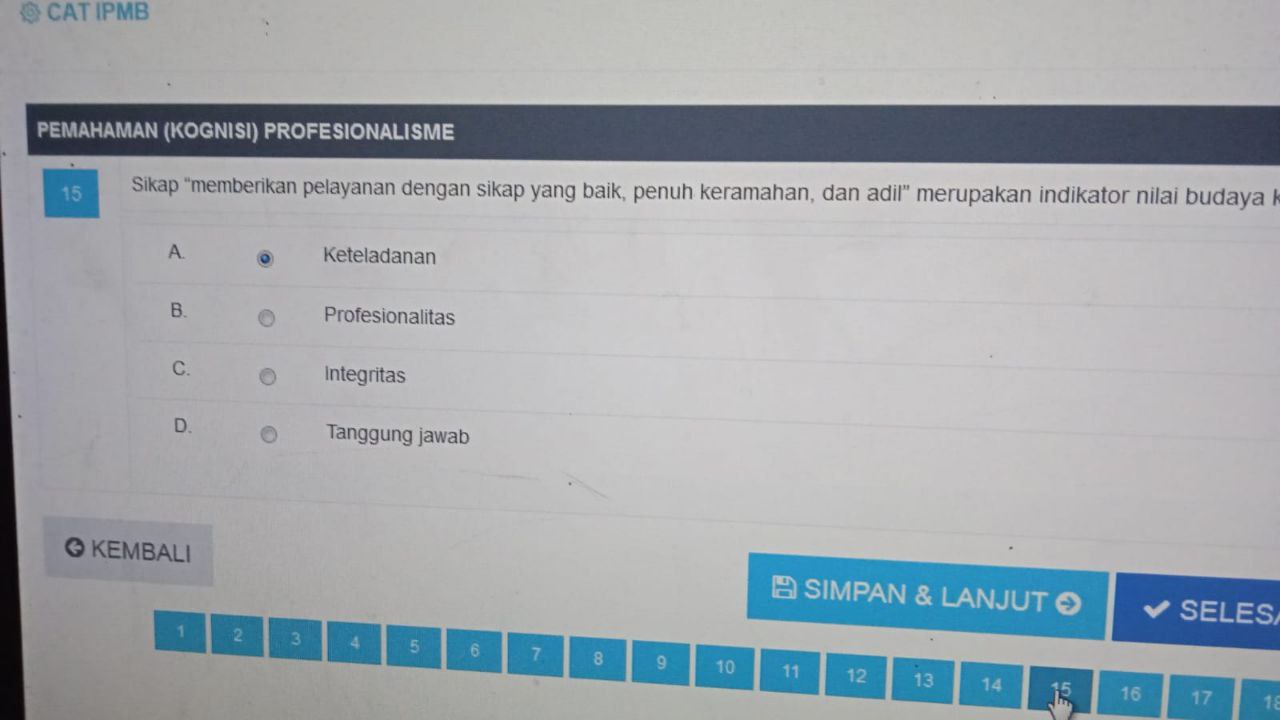 CAT IPMB
PEMAHAMAN (KOGNISI) PROFESIONALISME
15 Sikap “memberikan pelayanan dengan sikap yang baik, penuh keramahan, dan adil” merupakan indikator nilai budaya
A. Keteladanan
B. Profesionalitas
C. Integritas
D. Tanggung jawab
KEMBALI
SIMPAN & LANJUT
1 2 3 4 5 6 7 8 9 10 11 12 13 14 15 16 17